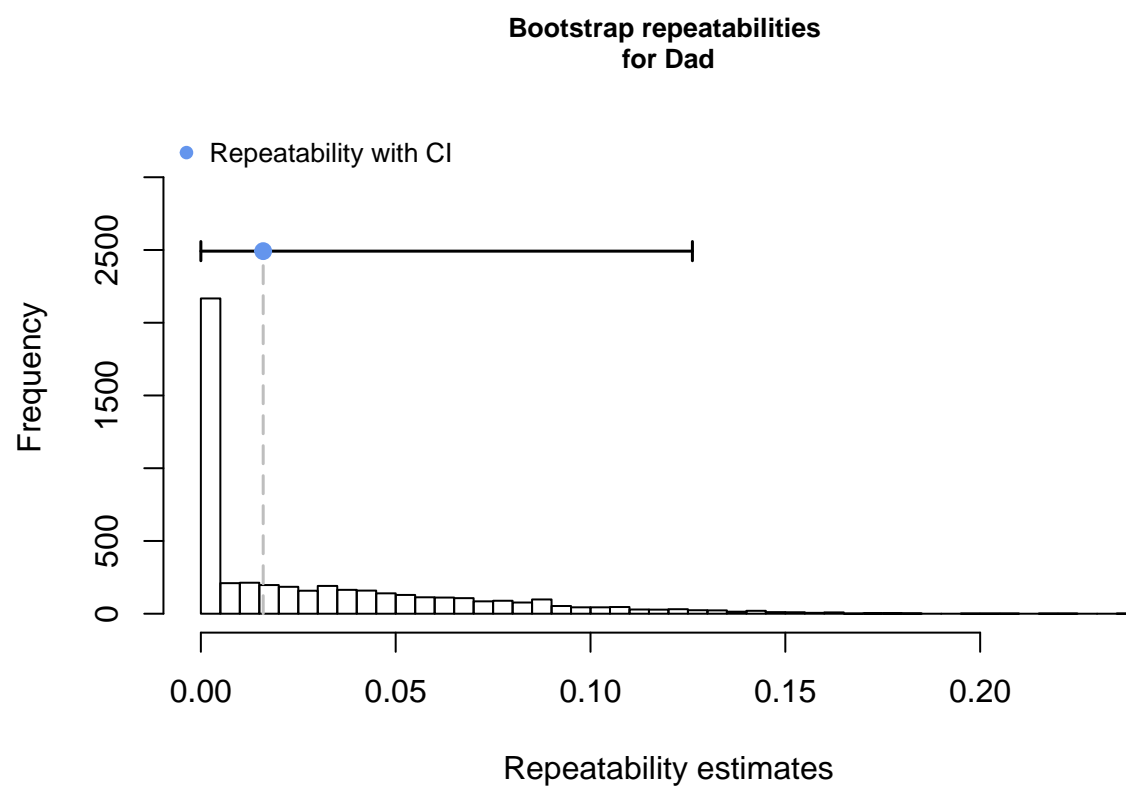 Bootstrap repeatabilities
for Dad
Repeatability with CI
Frequency
2500
1500
500
0
0.00 0.05 0.10 0.15 0.20
Repeatability estimates